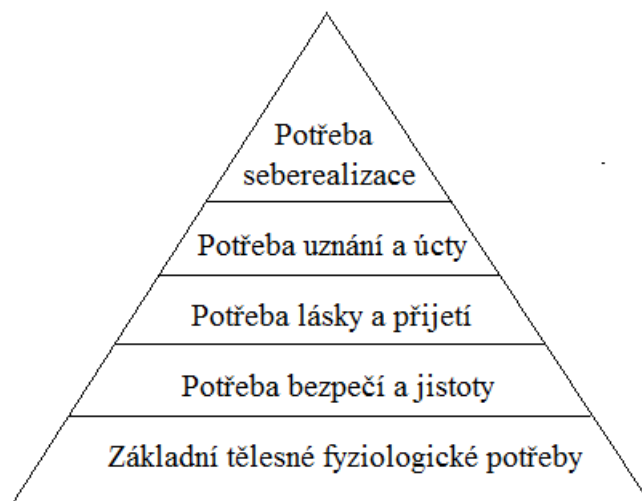 Potřeba
seberealizace
Potřeba uznání a úcty
Potřeba lásky a přijetí
Potřeba bezpečí a jistoty
Základní tělesné fyziologické potřeby